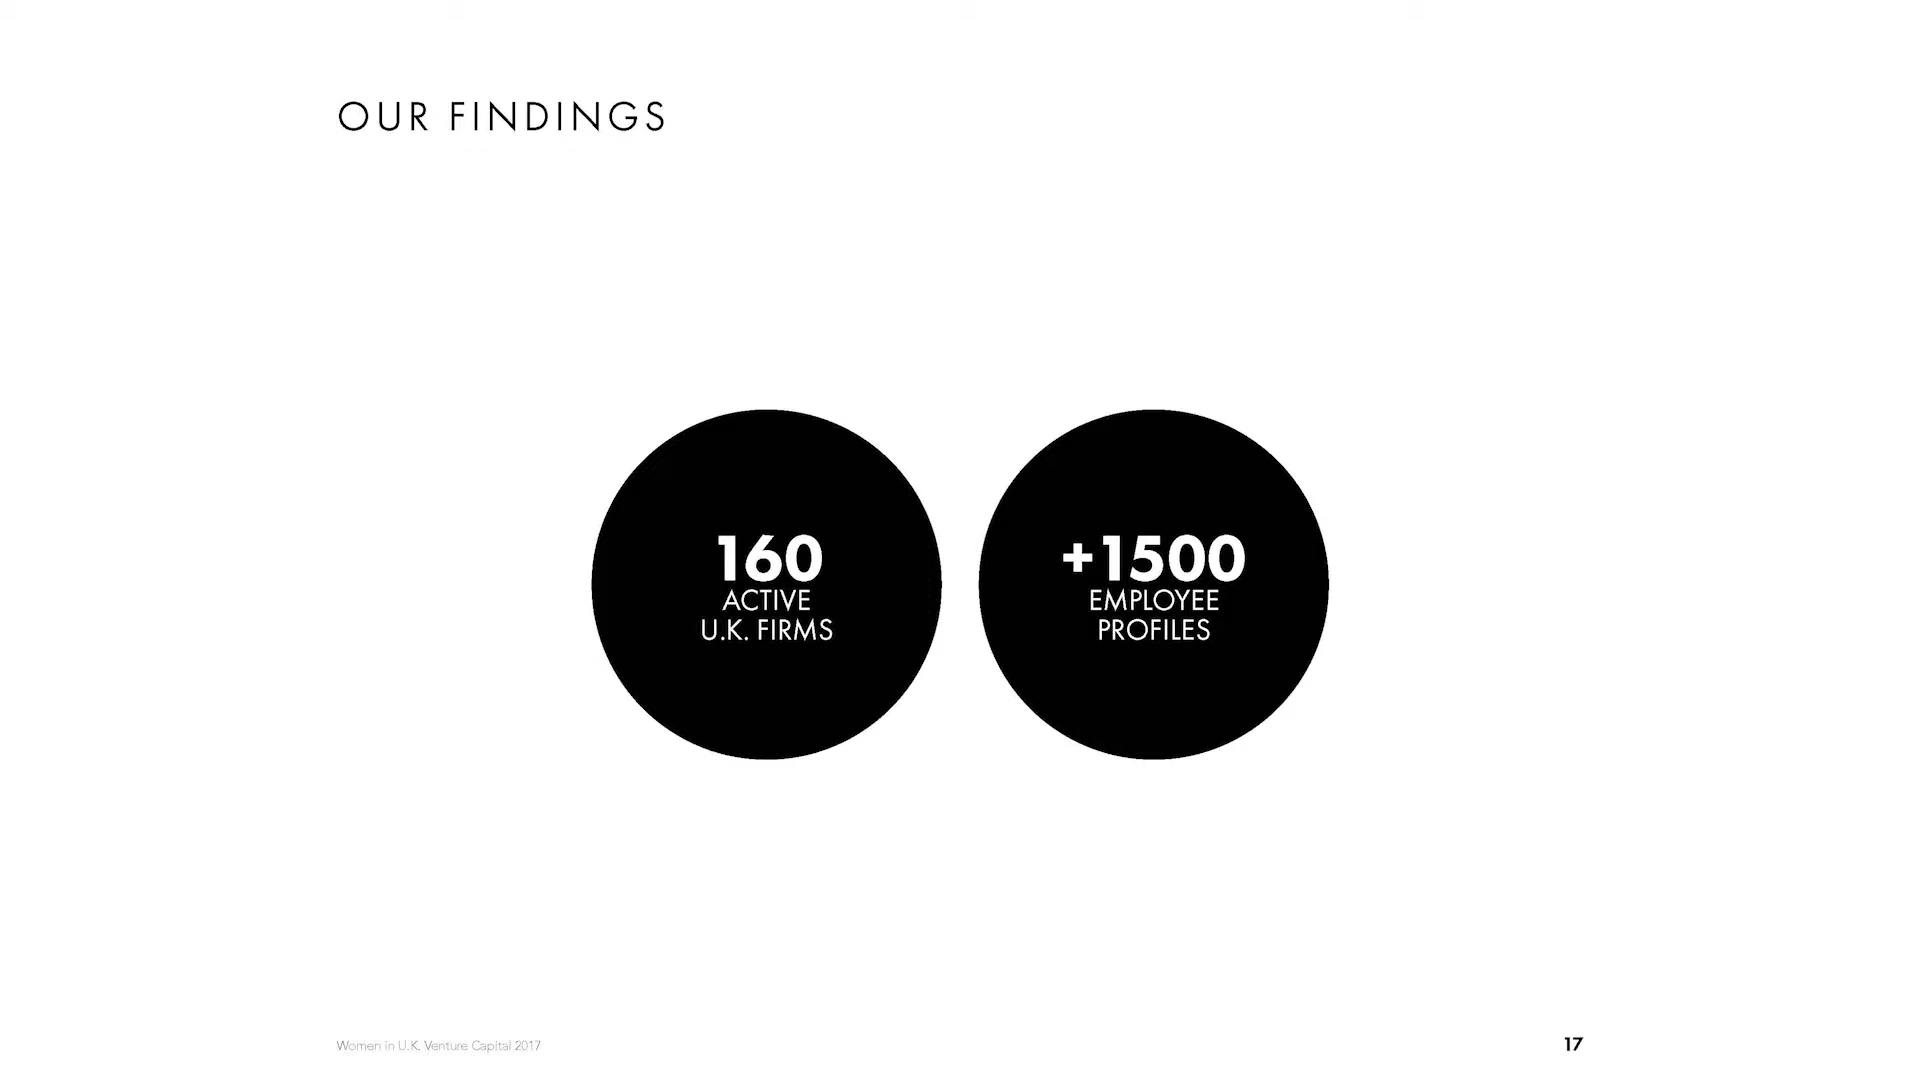 OUR FINDINGS
160
ACTIVE
U.K. FIRMS
+1500
EMPLOYEE
PROFILES
Women in U.K. Venture Capital 2017
17